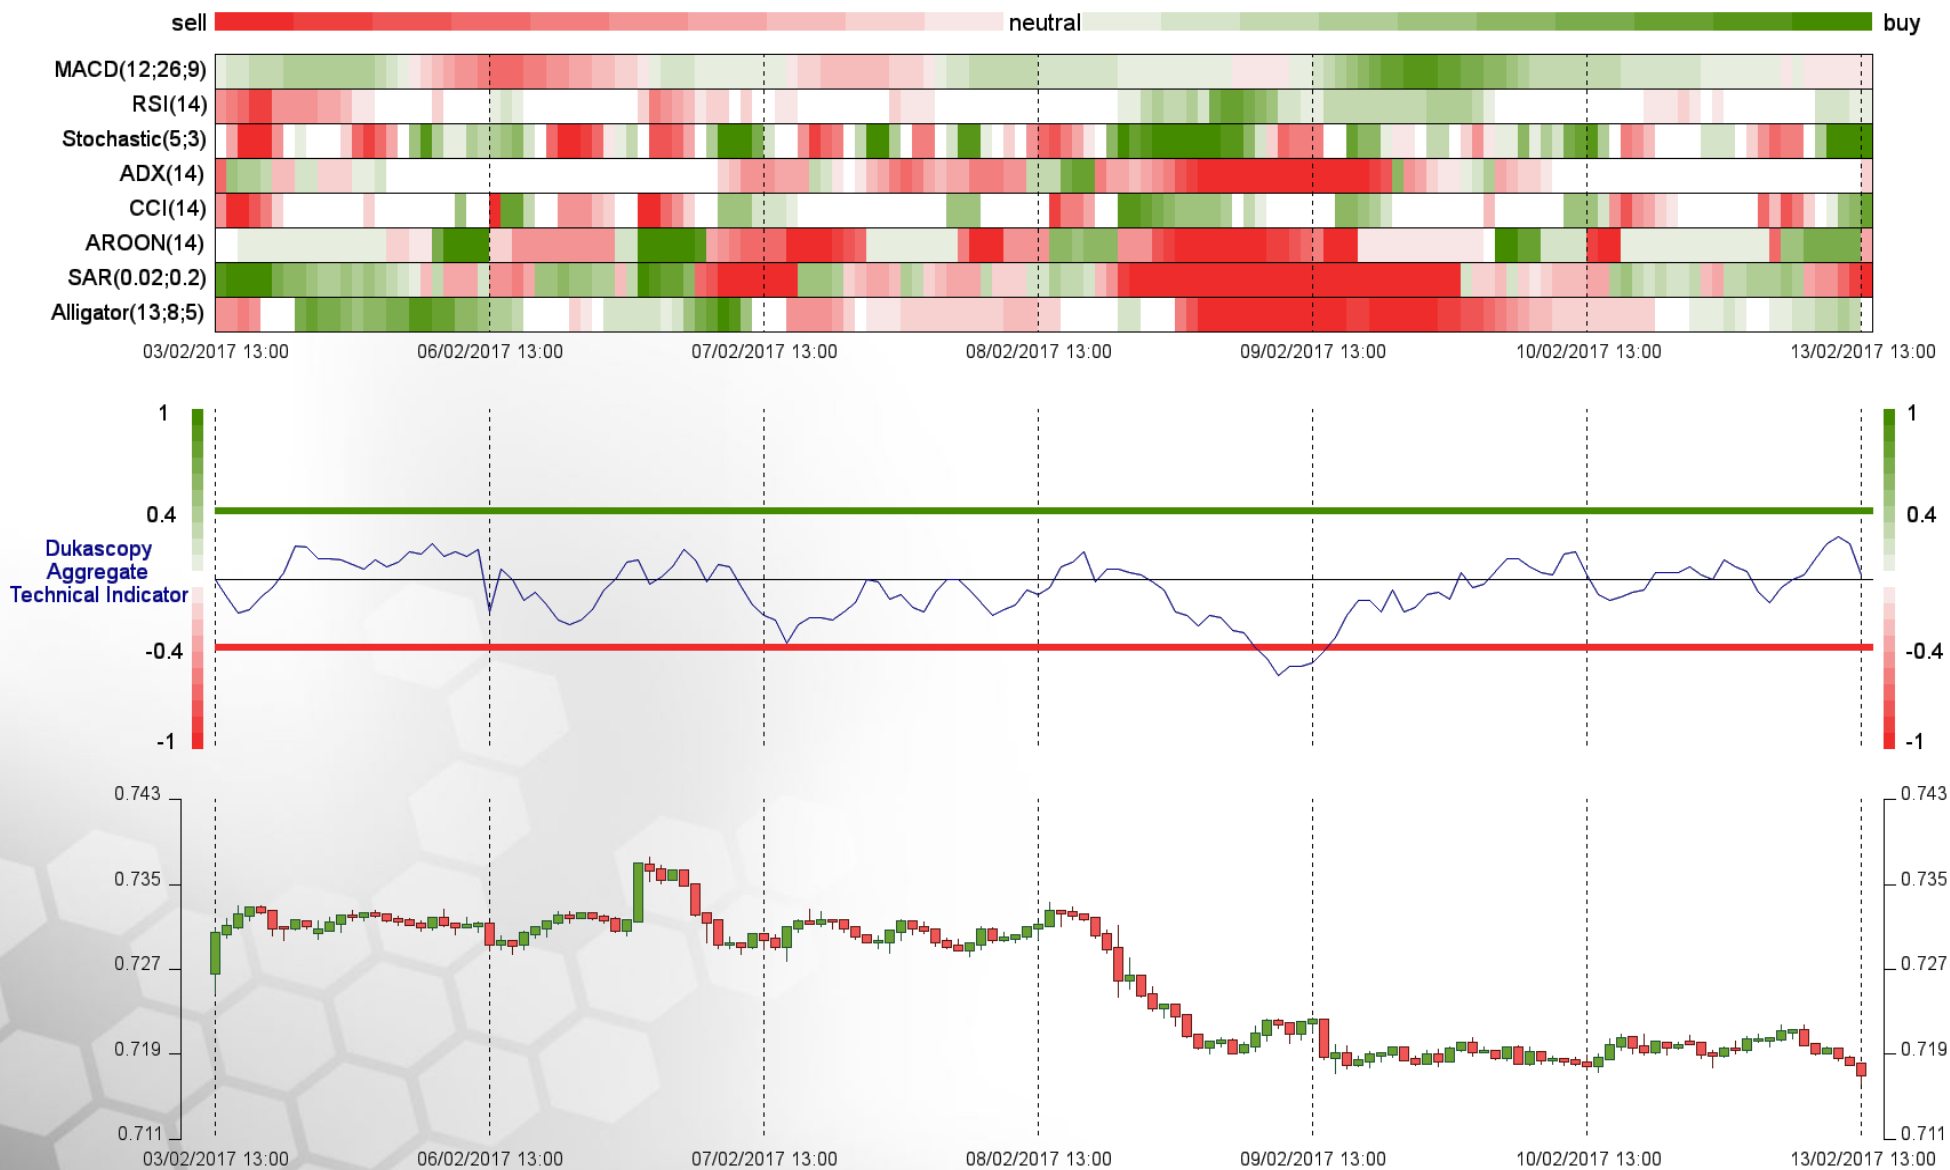 sell neutral buy
MACD(12;26;9)
RSI(14)
Stochastic(5;3)
ADX(14)
CCI(14)
AROON(14)
SAR(0.02;0.2)
Alligator(13;8;5)
03/02/2017 13:00 06/02/2017 13:00 07/02/2017 13:00 08/02/2017 13:00 09/02/2017 13:00 10/02/2017 13:00 13/02/2017 13:00
1 1
0.4 0.4
Dukascopy
Aggregate
Technical Indicator
-0.4 -0.4
-1 -1
0.743 0.743
0.735 0.735
0.727 0.727
0.719 0.719
0.711 0.711
03/02/2017 13:00 06/02/2017 13:00 07/02/2017 13:00 08/02/2017 13:00 09/02/2017 13:00 10/02/2017 13:00 13/02/2017 13:00